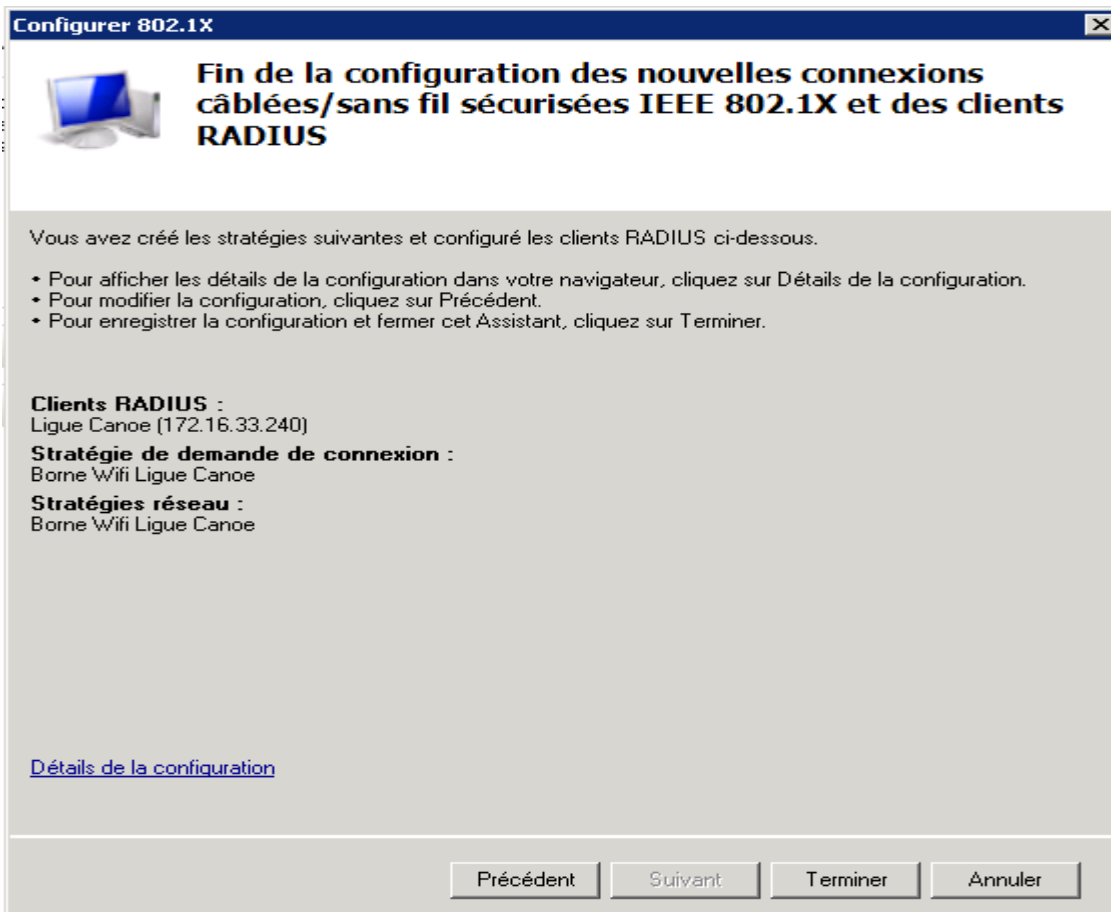 Configurer 802.1X
Fin de la configuration des nouvelles connexions
câblées/sans fil sécurisées IEEE 802.1X et des clients
RADIUS
Vous avez créé les stratégies suivantes et configuré les clients RADIUS ci-dessous.
• Pour afficher les détails de la configuration dans votre navigateur, cliquez sur Détails de la configuration.
• Pour modifier la configuration, cliquez sur Précédent.
• Pour enregistrer la configuration et fermer cet Assistant, cliquez sur Terminer.
Clients RADIUS :
Ligue Canoe (172.16.33.240)
Stratégie de demande de connexion :
Borne Wifi Ligue Canoe
Stratégies réseau :
Borne Wifi Ligue Canoe
Détails de la configuration
Précédent
Suivant
Terminer
Annuler